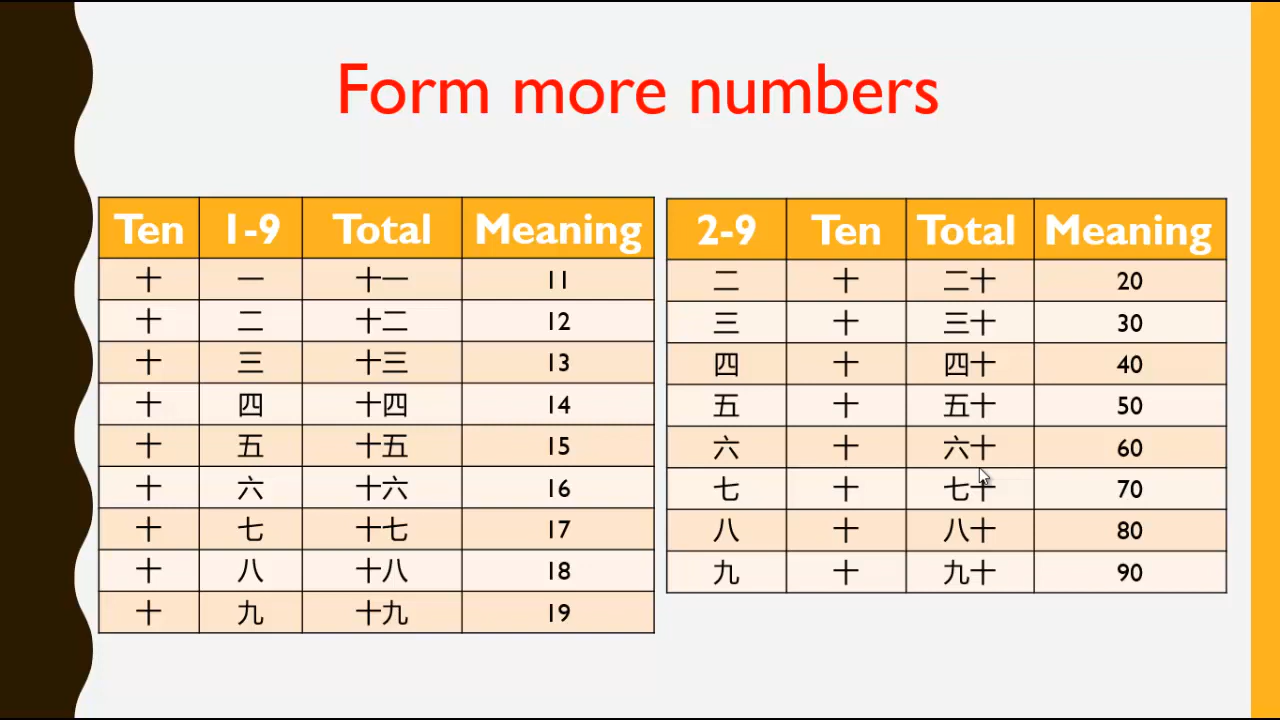 Form more numbers
Ten 1-9 Total Meaning
十 一 十一 11
十 二 十二 12
十 三 十三 13
十 四 十四 14
十 五 十五 15
十 六 十六 16
十 七 十七 17
十 八 十八 18
十 九 十九 19
2-9 Ten Total Meaning
二 十 二十 20
三 十 三十 30
四 十 四十 40
五 十 五十 50
六 十 六十 60
七 十 七十 70
八 十 八十 80
九 十 九十 90